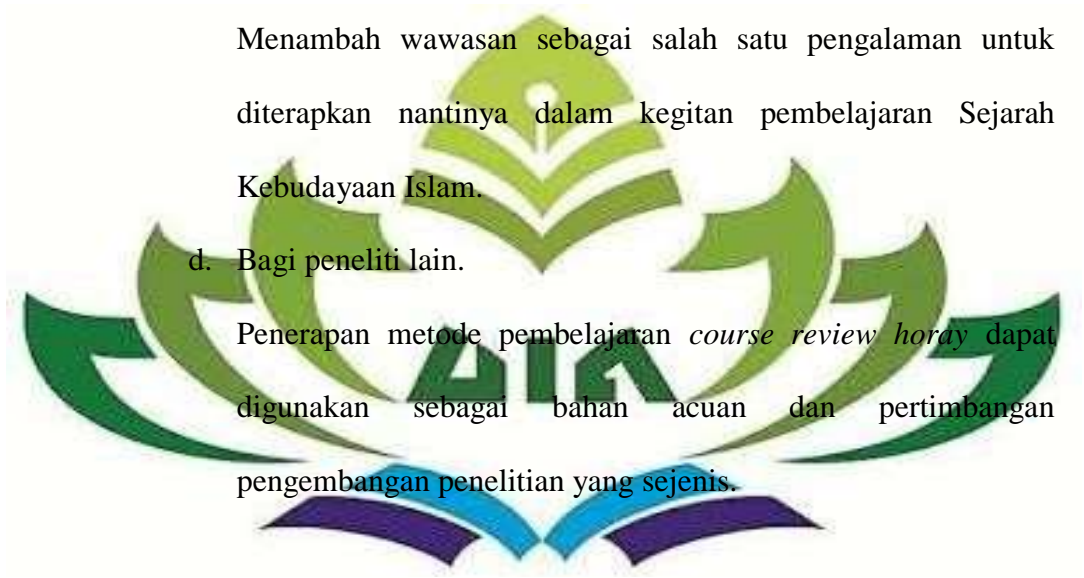 Menambah wawasan sebagai salah satu pengalaman untuk
diterapkan nantinya dalam kegitan pembelajaran Sejarah
Kebudayaan Islam.
d. Bagi peneliti lain.
Penerapan metode pembelajaran course review horay dapat
digunakan sebagai bahan acuan dan pertimbangan
pengembangan penelitian yang sejenis.